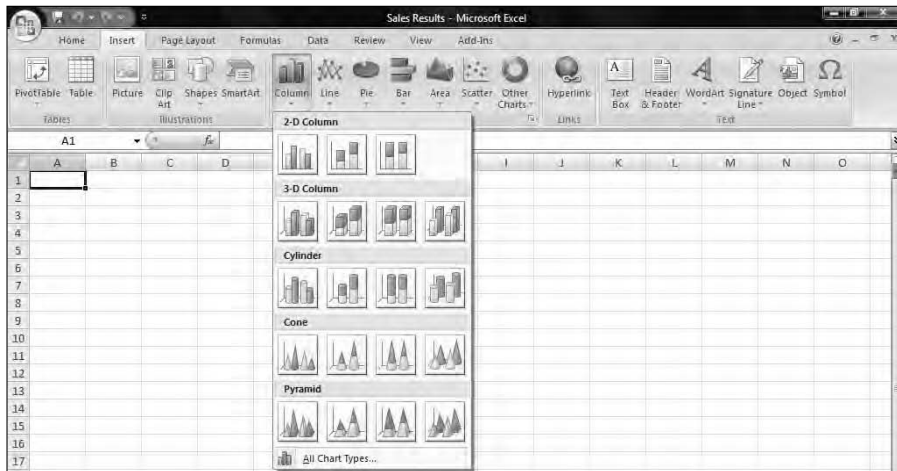 Sales Results - Microsoft Excel
Home Insert Page Layout Formulas Data Review View Add-Ins
PivotTable Table Picture Clip Art Shapes SmartArt Column Line Pie Bar Area Scatter Other Charts Hyperlink Text Box Header & Footer WordArt Signature Line Object Symbol
Tables Illustrations Links Text
A1 fx
2-D Column
A B C D I J K L M N O
1
2
3-D Column
3
4
5
Cylinder
6
7
8
9
Cone
10
11
12
13
Pyramid
14
15
16
17
All Chart Types...